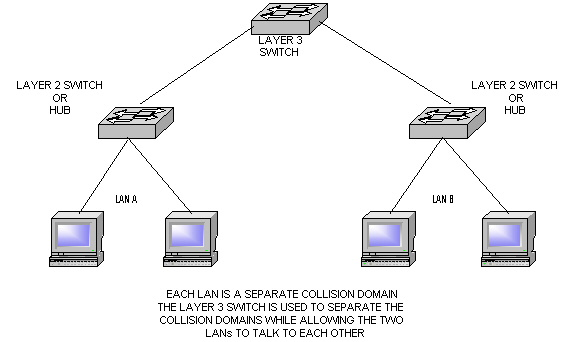 LAYER 3
SWITCH
LAYER 2 SWITCH
OR
HUB
LAYER 2 SWITCH
OR
HUB
LAN A
LAN B
EACH LAN IS A SEPARATE COLLISION DOMAIN
THE LAYER 3 SWITCH IS USED TO SEPARATE THE
COLLISION DOMAINS WHILE ALLOWING THE TWO
LANs TO TALK TO EACH OTHER